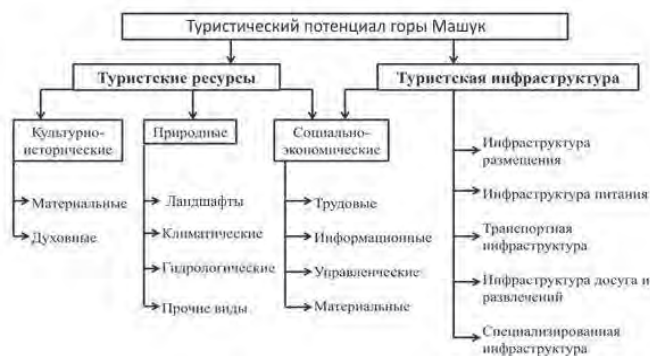 Туристический потенциал горы Машук
Туристские ресурсы
Туристская инфраструктура
Культурно-
исторические
Природные
Социально-
экономические
Материальные
Духовные
Ландшафты
Климатические
Гидрологические
Прочие виды
Трудовые
Информационные
Управленческие
Материальные
Инфраструктура
размещения
Инфраструктура питания
Транспортная
инфраструктура
Инфраструктура досуга и
развлечений
Специализированная
инфраструктура